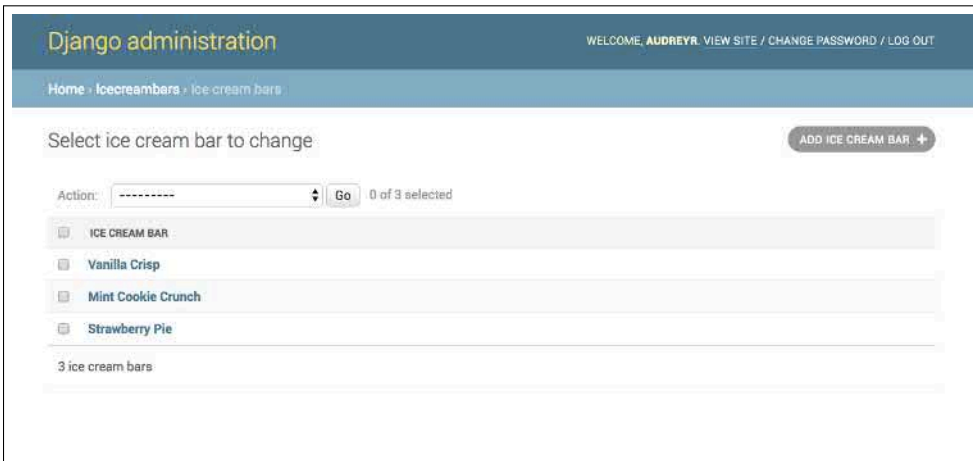 Django administration
WELCOME, AUDREYR. VIEW SITE / CHANGE PASSWORD / LOG OUT
Home › Icecreambars › Ice cream bars
Select ice cream bar to change
ADD ICE CREAM BAR +
Action: --------- Go 0 of 3 selected
ICE CREAM BAR
Vanilla Crisp
Mint Cookie Crunch
Strawberry Pie
3 ice cream bars